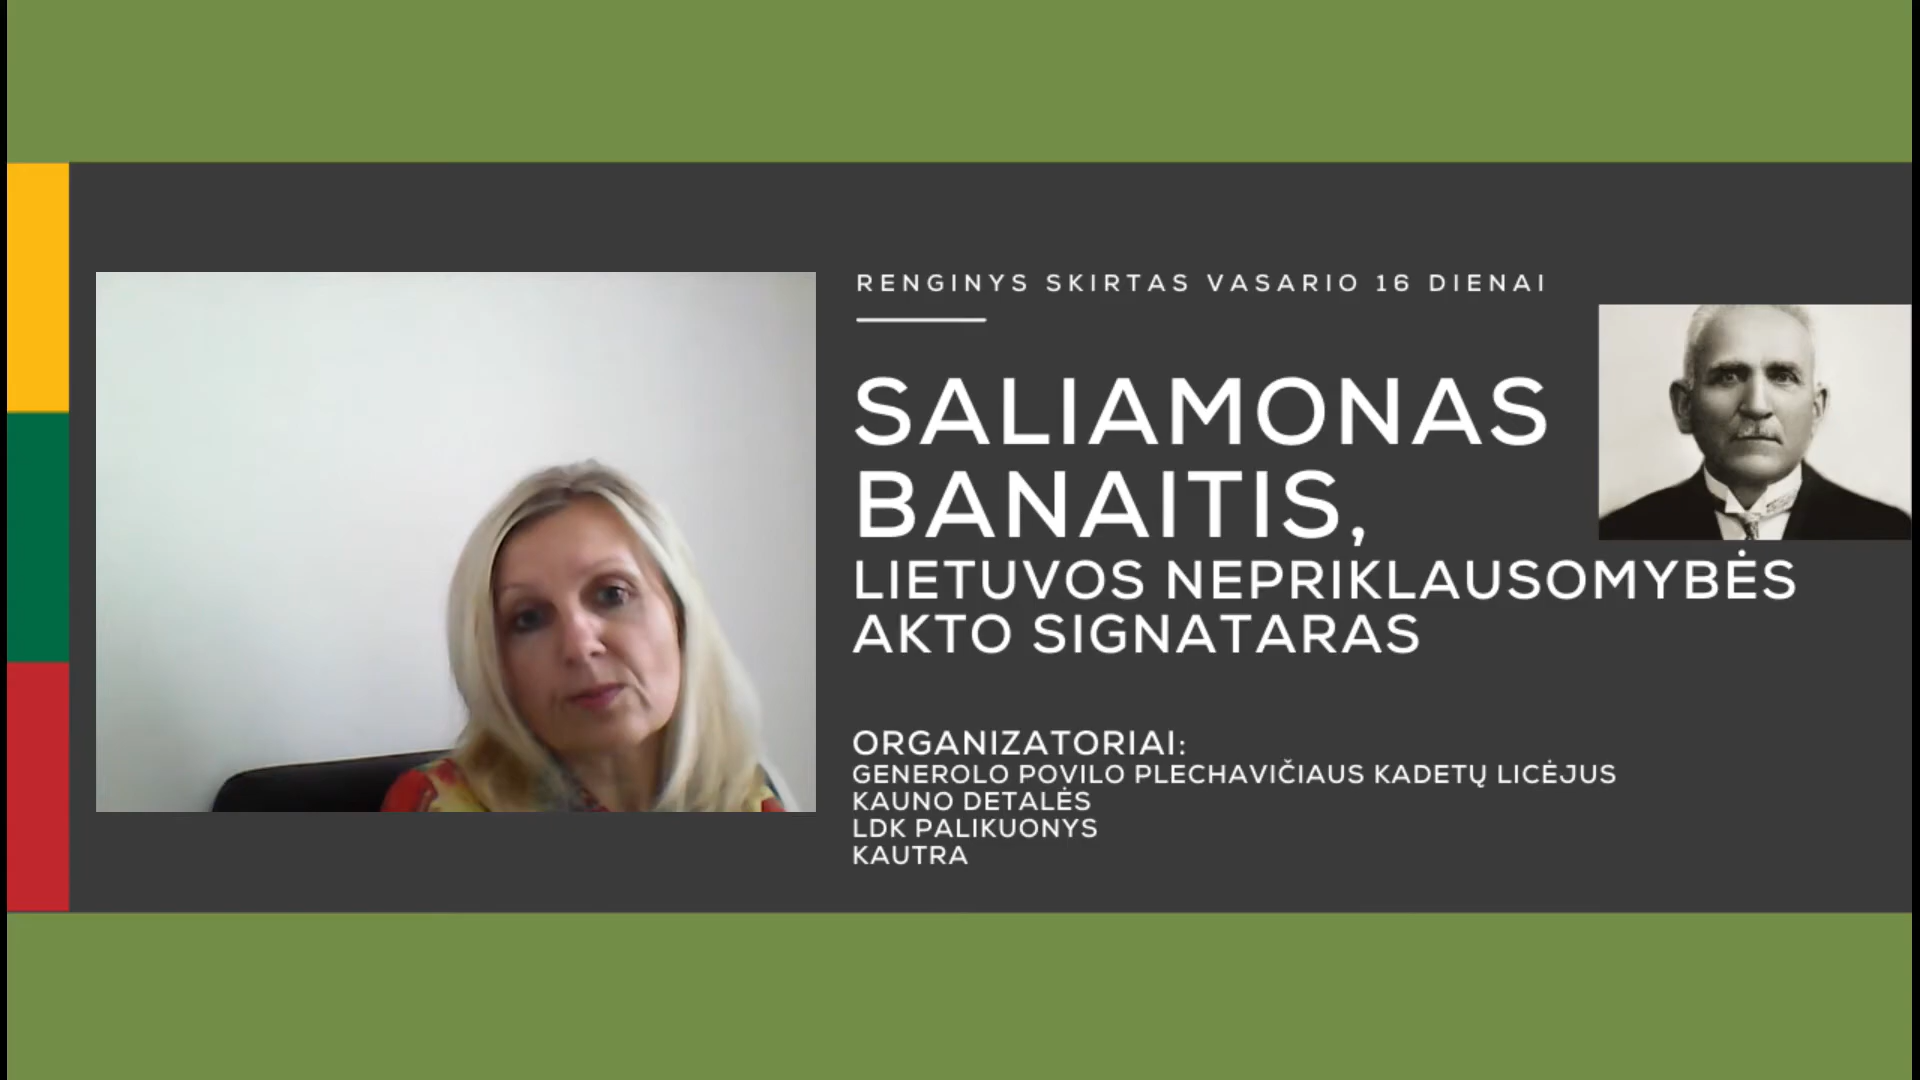 RENGINYS SKIRTAS VASARIO 16 DIENAI
SALIAMONAS
BANAITIS,
LIETUVOS NEPRIKLAUSOMYBĖS
AKTO SIGNATARAS
ORGANIZATORIAI:
GENEROLO POVILO PLECHAVIČIAUS KADETŲ LICĖJUS
KAUNO DETALĖS
LDK PALIKUONYS
KAUTRA